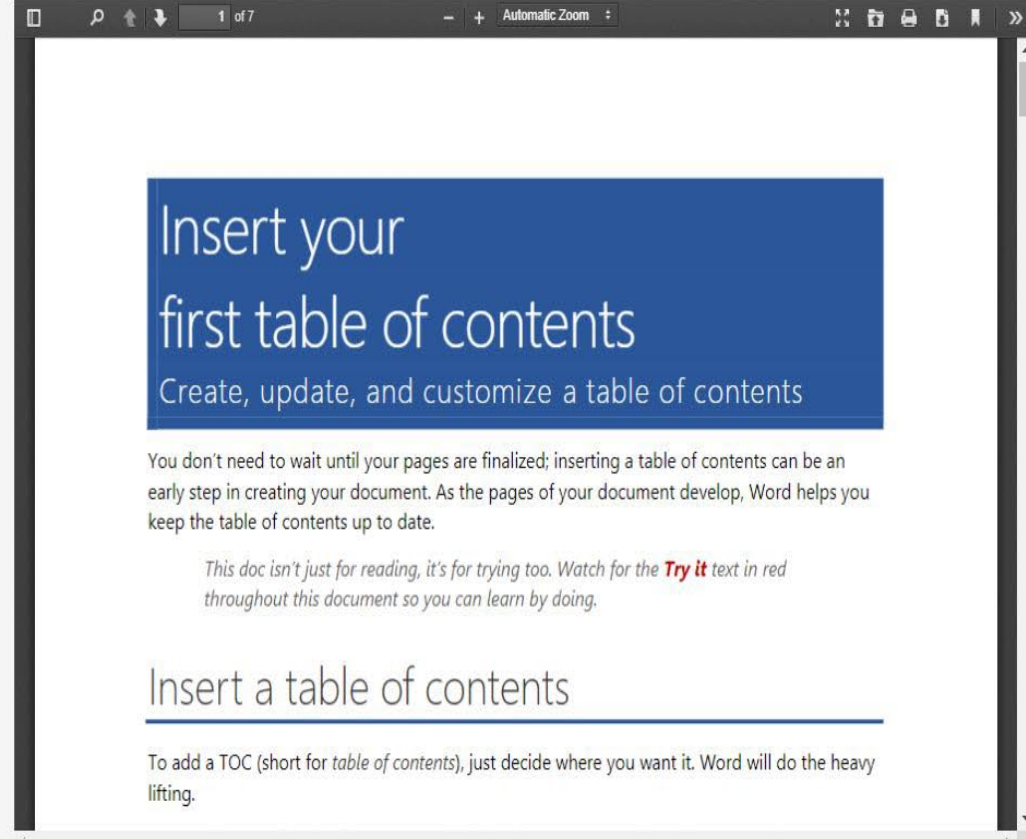 1 of 7
Automatic Zoom
Insert your
first table of contents
Create, update, and customize a table of contents
You don't need to wait until your pages are finalized; inserting a table of contents can be an
early step in creating your document. As the pages of your document develop, Word helps you
keep the table of contents up to date.
This doc isn't just for reading, it's for trying too. Watch for the Try it text in red
throughout this document so you can learn by doing.
Insert a table of contents
To add a TOC (short for table of contents), just decide where you want it. Word will do the heavy
lifting.